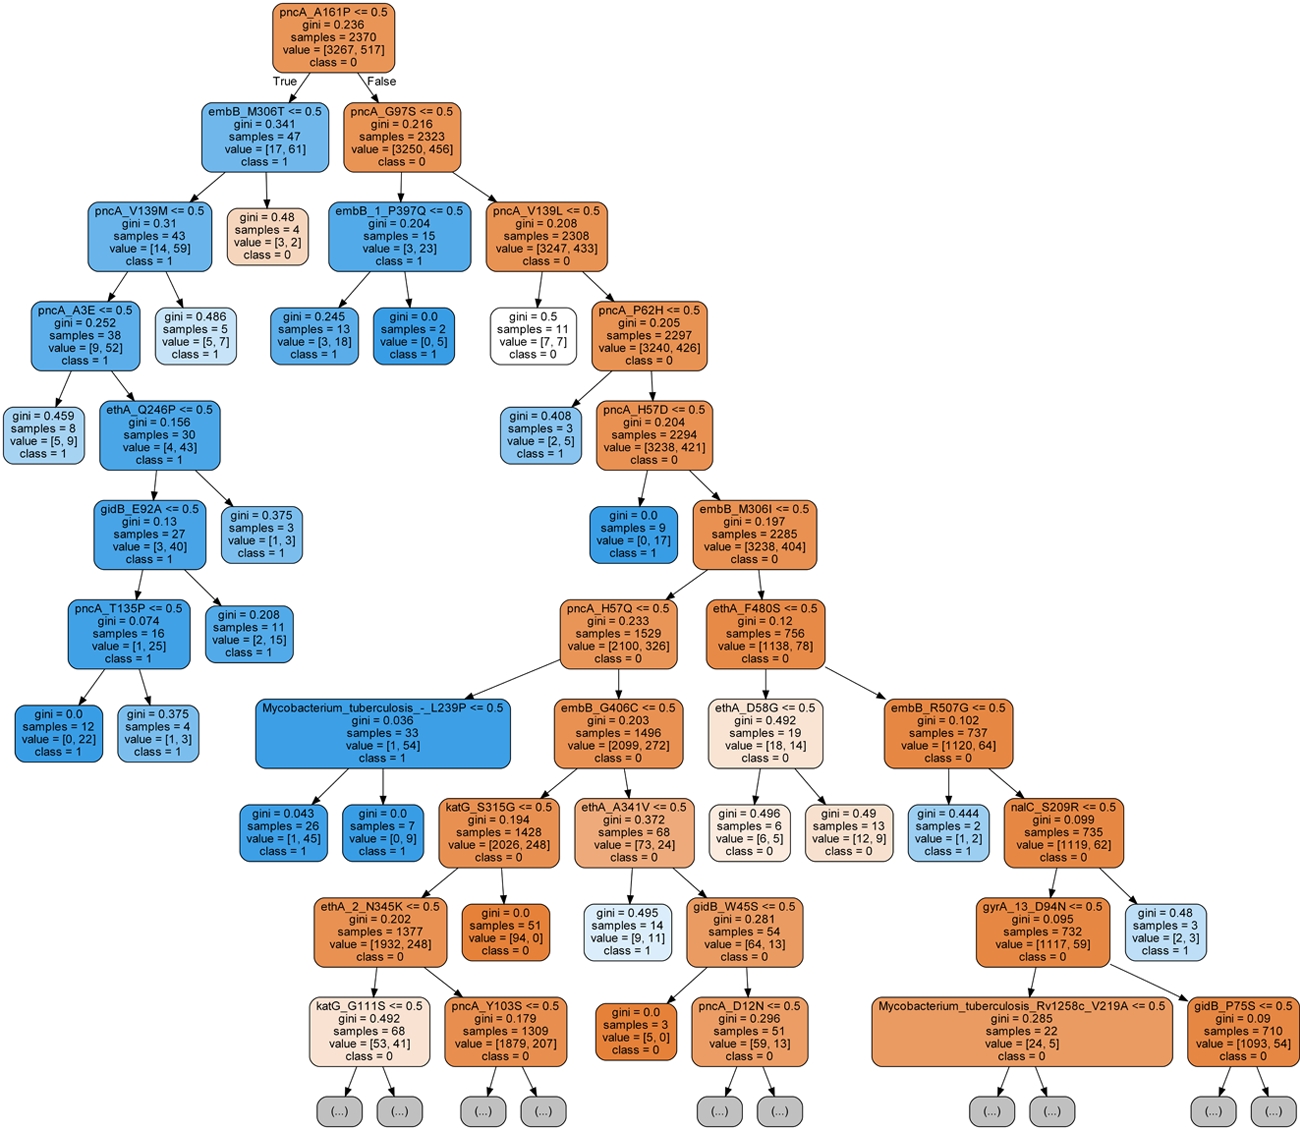 pncA_A161P <= 0.5
gini = 0.236
samples = 2370
value = [3267, 517]
class = 0
True
False
embB_M306T <= 0.5
gini = 0.341
samples = 47
value = [17, 61]
class = 1
pncA_G97S <= 0.5
gini = 0.216
samples = 2323
value = [3250, 456]
class = 0
pncA_V139M <= 0.5
gini = 0.31
samples = 43
value = [14, 59]
class = 1
gini = 0.48
samples = 4
value = [3, 2]
class = 0
embB_1_P397Q <= 0.5
gini = 0.204
samples = 15
value = [3, 23]
class = 1
pncA_V139L <= 0.5
gini = 0.208
samples = 2308
value = [3247, 433]
class = 0
pncA_A3E <= 0.5
gini = 0.252
samples = 38
value = [9, 52]
class = 1
gini = 0.486
samples = 5
value = [5, 7]
class = 1
gini = 0.245
samples = 13
value = [3, 18]
class = 1
gini = 0.0
samples = 2
value = [0, 5]
class = 1
gini = 0.5
samples = 11
value = [7, 7]
class = 0
pncA_P62H <= 0.5
gini = 0.205
samples = 2297
value = [3240, 426]
class = 0
gini = 0.459
samples = 8
value = [5, 9]
class = 1
ethA_Q246P <= 0.5
gini = 0.156
samples = 30
value = [4, 43]
class = 1
gini = 0.408
samples = 3
value = [2, 5]
class = 1
pncA_H57D <= 0.5
gini = 0.204
samples = 2294
value = [3238, 421]
class = 0
gidB_E92A <= 0.5
gini = 0.13
samples = 27
value = [3, 40]
class = 1
gini = 0.375
samples = 3
value = [1, 3]
class = 1
gini = 0.0
samples = 9
value = [0, 17]
class = 1
embB_M306I <= 0.5
gini = 0.197
samples = 2285
value = [3238, 404]
class = 0
pncA_T135P <= 0.5
gini = 0.074
samples = 16
value = [1, 25]
class = 1
gini = 0.208
samples = 11
value = [2, 15]
class = 1
pncA_H57Q <= 0.5
gini = 0.233
samples = 1529
value = [2100, 326]
class = 0
ethA_F480S <= 0.5
gini = 0.12
samples = 756
value = [1138, 78]
class = 0
gini = 0.0
samples = 12
value = [0, 22]
class = 1
gini = 0.375
samples = 4
value = [1, 3]
class = 1
Mycobacterium_tuberculosis_-_L239P <= 0.5
gini = 0.036
samples = 33
value = [1, 54]
class = 1
embB_G406C <= 0.5
gini = 0.203
samples = 1496
value = [2099, 272]
class = 0
ethA_D58G <= 0.5
gini = 0.492
samples = 19
value = [18, 14]
class = 0
embB_R507G <= 0.5
gini = 0.102
samples = 737
value = [1120, 64]
class = 0
gini = 0.043
samples = 26
value = [1, 45]
class = 1
gini = 0.0
samples = 7
value = [0, 9]
class = 1
katG_S315G <= 0.5
gini = 0.194
samples = 1428
value = [2026, 248]
class = 0
ethA_A341V <= 0.5
gini = 0.372
samples = 68
value = [73, 24]
class = 0
gini = 0.496
samples = 6
value = [6, 5]
class = 0
gini = 0.49
samples = 13
value = [12, 9]
class = 0
gini = 0.444
samples = 2
value = [1, 2]
class = 1
nalC_S209R <= 0.5
gini = 0.099
samples = 735
value = [1119, 62]
class = 0
ethA_2_N345K <= 0.5
gini = 0.202
samples = 1377
value = [1932, 248]
class = 0
gini = 0.0
samples = 51
value = [94, 0]
class = 0
gini = 0.495
samples = 14
value = [9, 11]
class = 1
gidB_W45S <= 0.5
gini = 0.281
samples = 54
value = [64, 13]
class = 0
gyrA_13_D94N <= 0.5
gini = 0.095
samples = 732
value = [1117, 59]
class = 0
gini = 0.48
samples = 3
value = [2, 3]
class = 1
katG_G111S <= 0.5
gini = 0.492
samples = 68
value = [53, 41]
class = 0
pncA_Y103S <= 0.5
gini = 0.179
samples = 1309
value = [1879, 207]
class = 0
gini = 0.0
samples = 3
value = [5, 0]
class = 0
pncA_D12N <= 0.5
gini = 0.296
samples = 51
value = [59, 13]
class = 0
Mycobacterium_tuberculosis_Rv1258c_V219A <= 0.5
gini = 0.285
samples = 22
value = [24, 5]
class = 0
gidB_P75S <= 0.5
gini = 0.09
samples = 710
value = [1093, 54]
class = 0
(...)
(...)
(...)
(...)
(...)
(...)
(...)
(...)
(...)
(...)